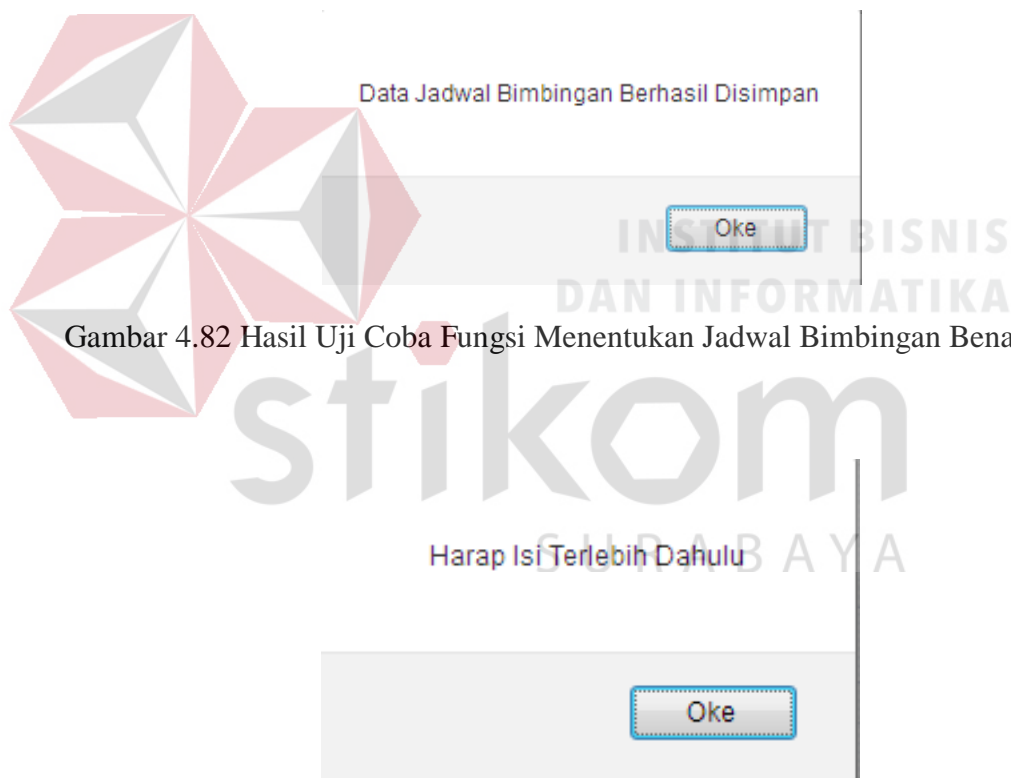 Data Jadwal Bimbingan Berhasil Disimpan
Oke
INSTITUT BISNIS
DAN INFORMATIKA
Gambar 4.82 Hasil Uji Coba Fungsi Menentukan Jadwal Bimbingan Bena
stikom
SURABAYA
Harap Isi Terlebih Dahulu
Oke